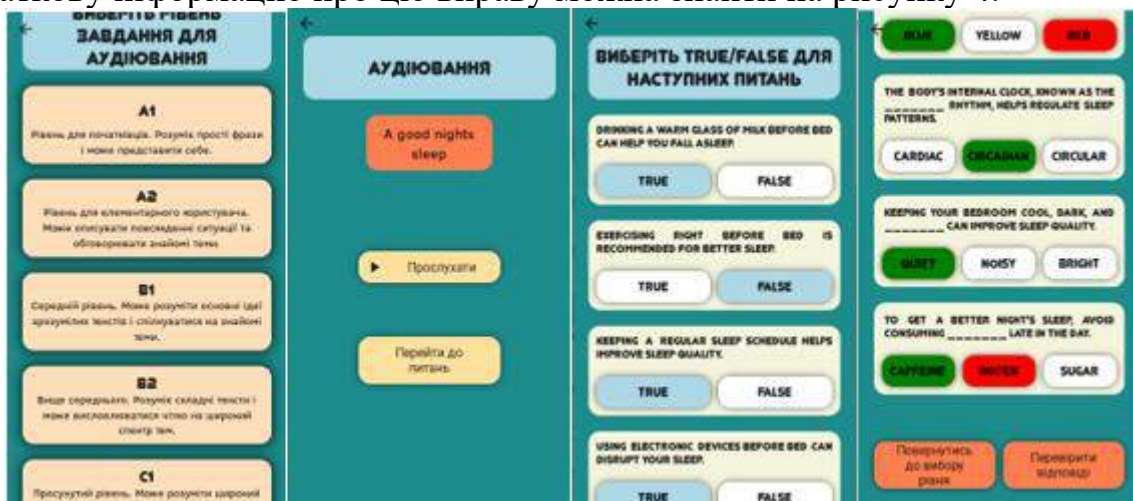 ВИБЕРІТЬ РІВЕНЬ
ЗАВДАННЯ ДЛЯ
АУДІЮВАННЯ
A1
Рівень для початківців. Розуміє прості фрази
і може представити себе.
A2
Рівень для елементарного користувача.
Може описувати повсякденні ситуації та
обговорювати знайомі теми.
B1
Середній рівень. Може розуміти основні ідеї
зрозумілих текстів і спілкуватися на знайомі
теми.
B2
Вище середнього. Розуміє складні тексти і
може висловлюватися чітко на широкий
спектр тем.
C1
Просунутий рівень. Може розуміти широкий
АУДІЮВАННЯ
A good nights
sleep
Прослухати
Перейти до
питань
ВИБЕРІТЬ TRUE/FALSE ДЛЯ
НАСТУПНИХ ПИТАНЬ
DRINKING A WARM GLASS OF MILK BEFORE BED
CAN HELP YOU FALL ASLEEP.
TRUE FALSE
EXERCISING RIGHT BEFORE BED IS
RECOMMENDED FOR BETTER SLEEP.
TRUE FALSE
KEEPING A REGULAR SLEEP SCHEDULE HELPS
IMPROVE SLEEP QUALITY.
TRUE FALSE
USING ELECTRONIC DEVICES BEFORE BED CAN
DISRUPT YOUR SLEEP.
TRUE FALSE
BLUE YELLOW RED
THE BODY'S INTERNAL CLOCK, KNOWN AS THE
_______ RHYTHM, HELPS REGULATE SLEEP
PATTERNS.
CARDIAC CIRCADIAN CIRCULAR
KEEPING YOUR BEDROOM COOL, DARK, AND
_______ CAN IMPROVE SLEEP QUALITY.
QUIET NOISY BRIGHT
TO GET A BETTER NIGHT'S SLEEP, AVOID
CONSUMING _______ LATE IN THE DAY.
CAFFEINE WATER SUGAR
Повернутись
до вибору
рівня
Перевірити
відповіді